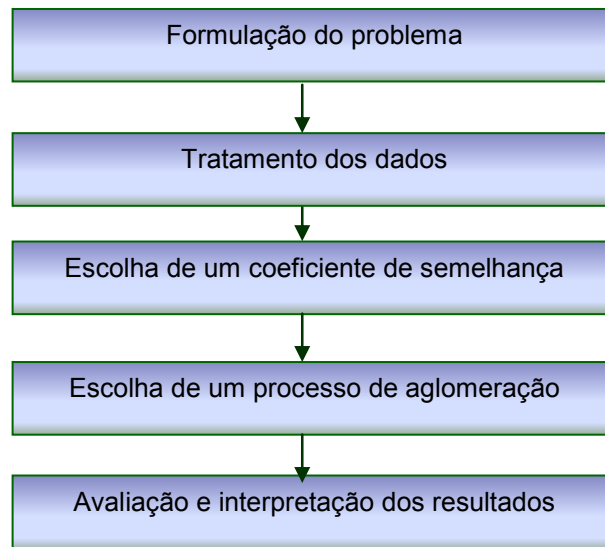 Formulação do problema
Tratamento dos dados
Escolha de um coeficiente de semelhança
Escolha de um processo de aglomeração
Avaliação e interpretação dos resultados